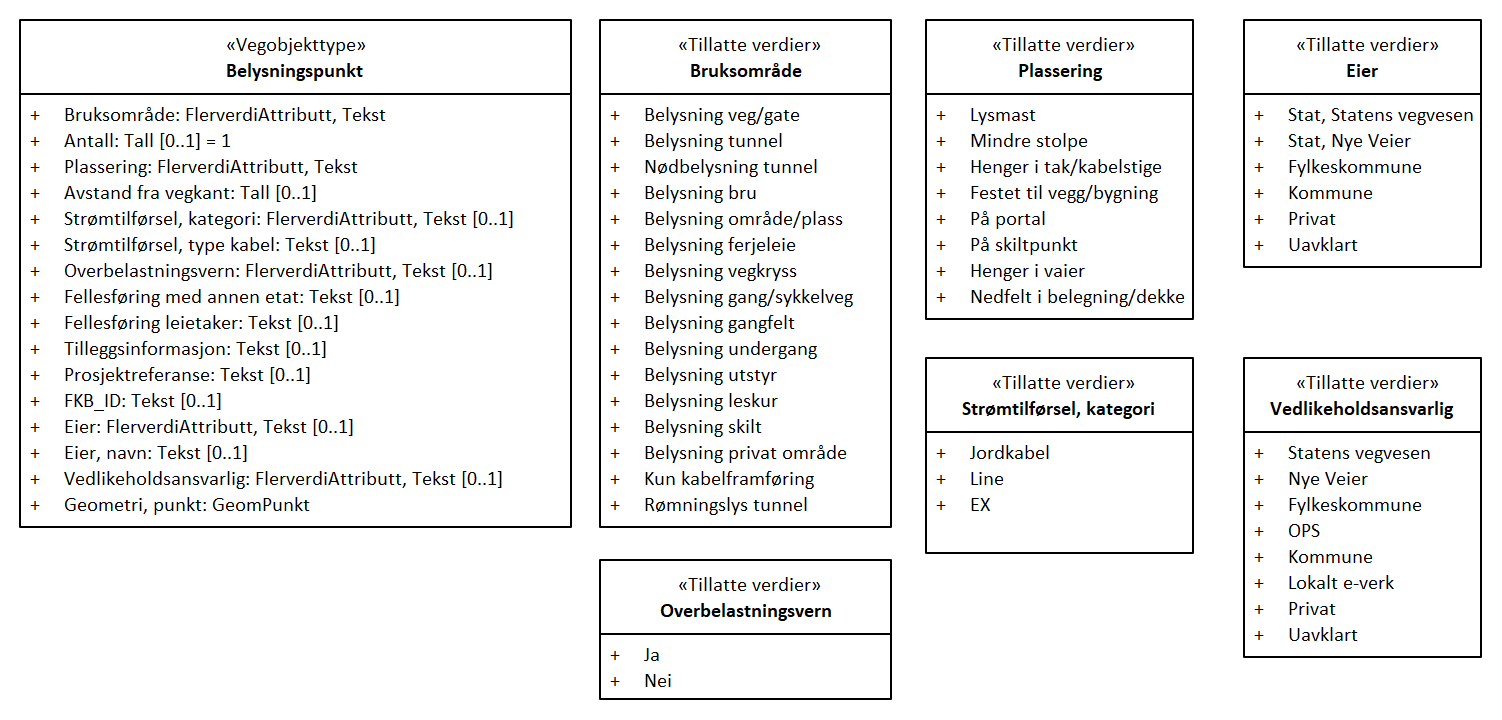 «Vegobjekttype»
Belysningspunkt
+ Bruksområde: FlerverdiAttributt, Tekst
+ Antall: Tall [0..1] = 1
+ Plassering: FlerverdiAttributt, Tekst
+ Avstand fra vegkant: Tall [0..1]
+ Strømtilførsel, kategori: FlerverdiAttributt, Tekst [0..1]
+ Strømtilførsel, type kabel: Tekst [0..1]
+ Overbelastningsvern: FlerverdiAttributt, Tekst [0..1]
+ Fellesføring med annen etat: Tekst [0..1]
+ Fellesføring leietaker: Tekst [0..1]
+ Tilleggsinformasjon: Tekst [0..1]
+ Prosjektreferanse: Tekst [0..1]
+ FKB_ID: Tekst [0..1]
+ Eier: FlerverdiAttributt, Tekst [0..1]
+ Eier, navn: Tekst [0..1]
+ Vedlikeholdsansvarlig: FlerverdiAttributt, Tekst [0..1]
+ Geometri, punkt: GeomPunkt
«Tillatte verdier»
Bruksområde
+ Belysning veg/gate
+ Belysning tunnel
+ Nødbelysning tunnel
+ Belysning bru
+ Belysning område/plass
+ Belysning ferjeleie
+ Belysning vegkryss
+ Belysning gang/sykkelveg
+ Belysning gangfelt
+ Belysning undergang
+ Belysning utstyr
+ Belysning leskur
+ Belysning skilt
+ Belysning privat område
+ Kun kabelframføring
+ Rømningslys tunnel
«Tillatte verdier»
Overbelastningsvern
+ Ja
+ Nei
«Tillatte verdier»
Plassering
+ Lysmast
+ Mindre stolpe
+ Henger i tak/kabelstige
+ Festet til vegg/bygning
+ På portal
+ På skiltpunkt
+ Henger i vaier
+ Nedfelt i belegning/dekke
«Tillatte verdier»
Strømtilførsel, kategori
+ Jordkabel
+ Line
+ EX
«Tillatte verdier»
Eier
+ Stat, Statens vegvesen
+ Stat, Nye Veier
+ Fylkeskommune
+ Kommune
+ Privat
+ Uavklart
«Tillatte verdier»
Vedlikeholdsansvarlig
+ Statens vegvesen
+ Nye Veier
+ Fylkeskommune
+ OPS
+ Kommune
+ Lokalt e-verk
+ Privat
+ Uavklart